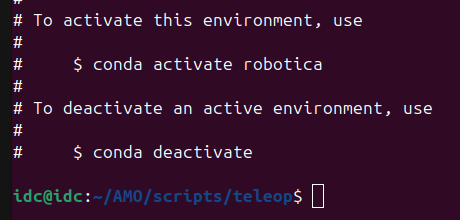 #
# To activate this environment, use
#
#     $ conda activate robotica
#
# To deactivate an active environment, use
#
#     $ conda deactivate
idc@idc:~/AMO/scripts/teleop$